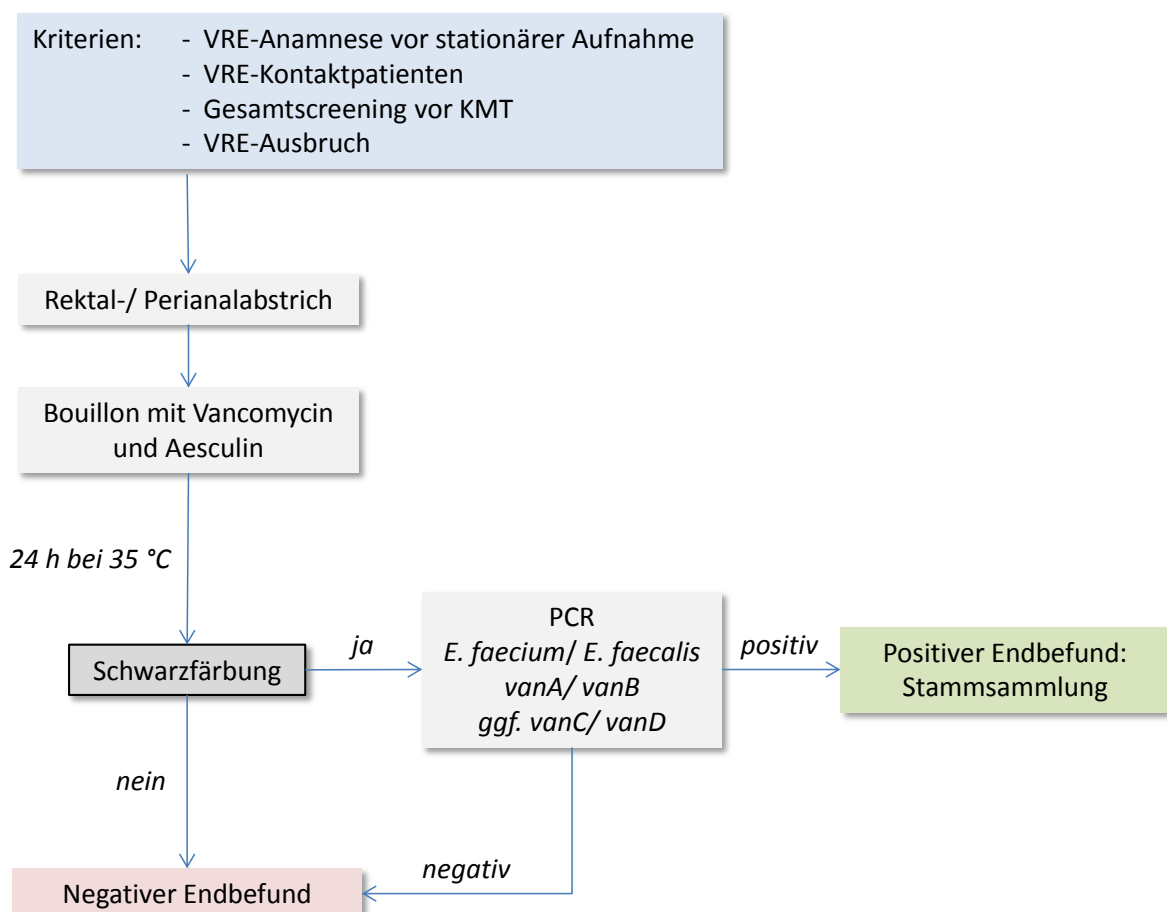 Kriterien: - VRE-Anamnese vor stationärer Aufnahme
- VRE-Kontaktpatienten
- Gesamtscreening vor KMT
- VRE-Ausbruch
Rektal-/ Perianalabstrich
Bouillon mit Vancomycin
und Aesculin
24 h bei 35 °C
Schwarzfärbung
ja
PCR
E. faecium/ E. faecalis
vanA/ vanB
ggf. vanC/ vanD
positiv
Positiver Endbefund:
Stammsammlung
nein
negativ
Negativer Endbefund